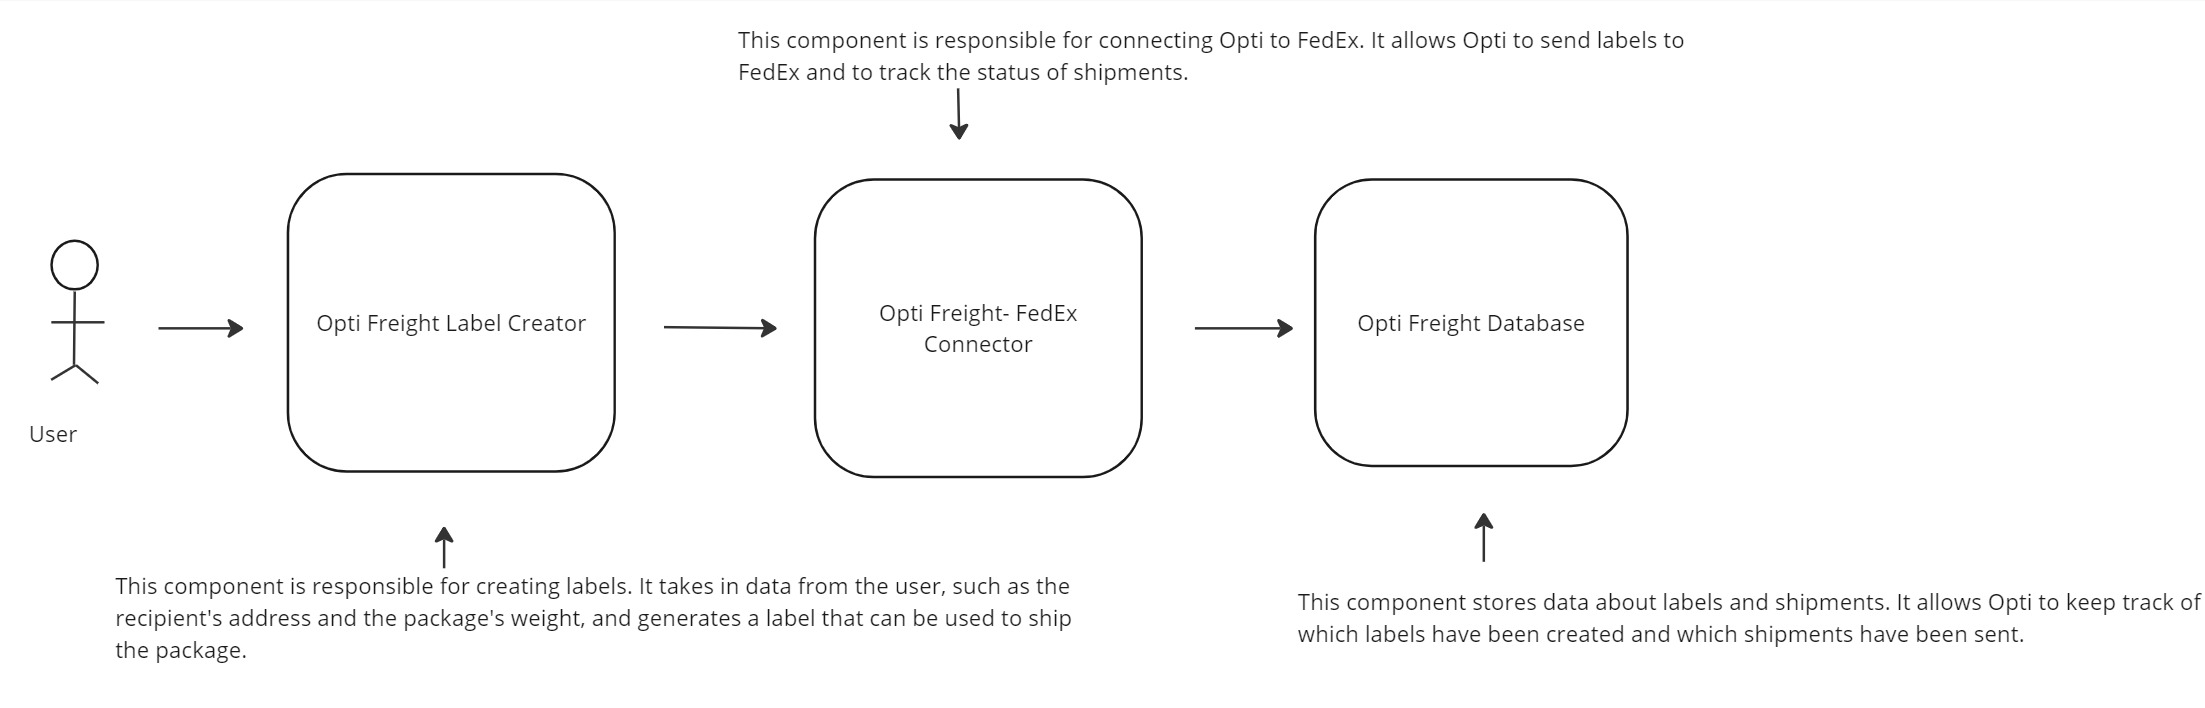 This component is responsible for connecting Opti to FedEx. It allows Opti to send labels to
FedEx and to track the status of shipments.
Opti Freight Label Creator
Opti Freight- FedEx
Connector
Opti Freight Database
User
This component is responsible for creating labels. It takes in data from the user, such as the
recipient's address and the package's weight, and generates a label that can be used to ship
the package.
This component stores data about labels and shipments. It allows Opti to keep track of
which labels have been created and which shipments have been sent.